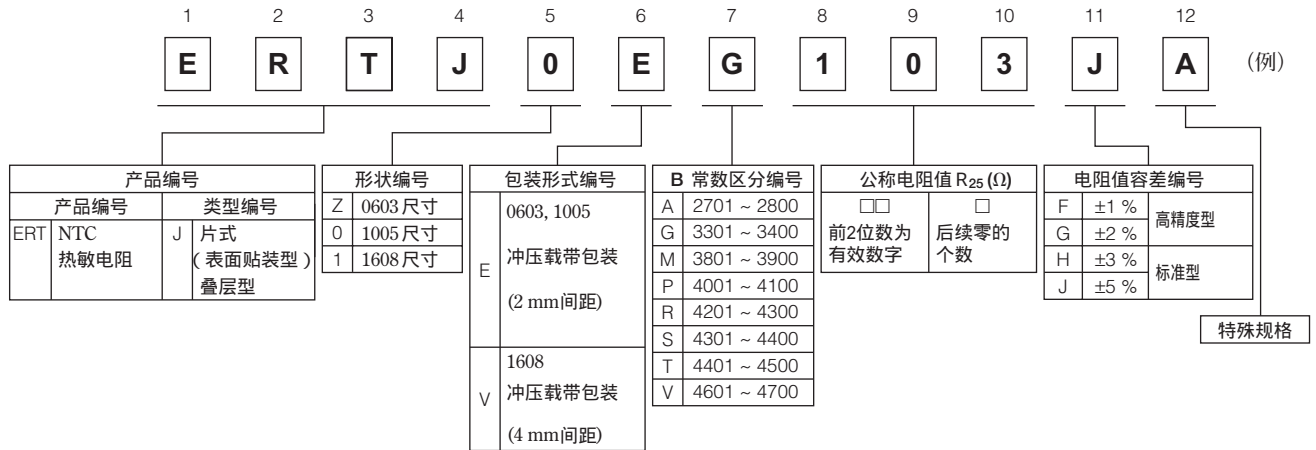 1 2 3 4 5 6 7 8 9 10 11 12
E R T J 0 E G 1 0 3 J A (例)
产品编号
产品编号 类型编号
ERT NTC J 片式
热敏电阻 (表面贴装型)
叠层型
形状编号
Z 0603尺寸
0 1005尺寸
1 1608尺寸
包装形式编号
E 0603, 1005
冲压载带包装
(2 mm间距)
V 1608
冲压载带包装
(4 mm间距)
B 常数区分编号
A 2701 ~ 2800
G 3301 ~ 3400
M 3801 ~ 3900
P 4001 ~ 4100
R 4201 ~ 4300
S 4301 ~ 4400
T 4401 ~ 4500
V 4601 ~ 4700
公称电阻值 R25 (Ω)
□□ □
前2位数为 后续零的
有效数字 个数
电阻值容差编号
F ±1 % 高精度型
G ±2 %
H ±3 % 标准型
J ±5 %
特殊规格